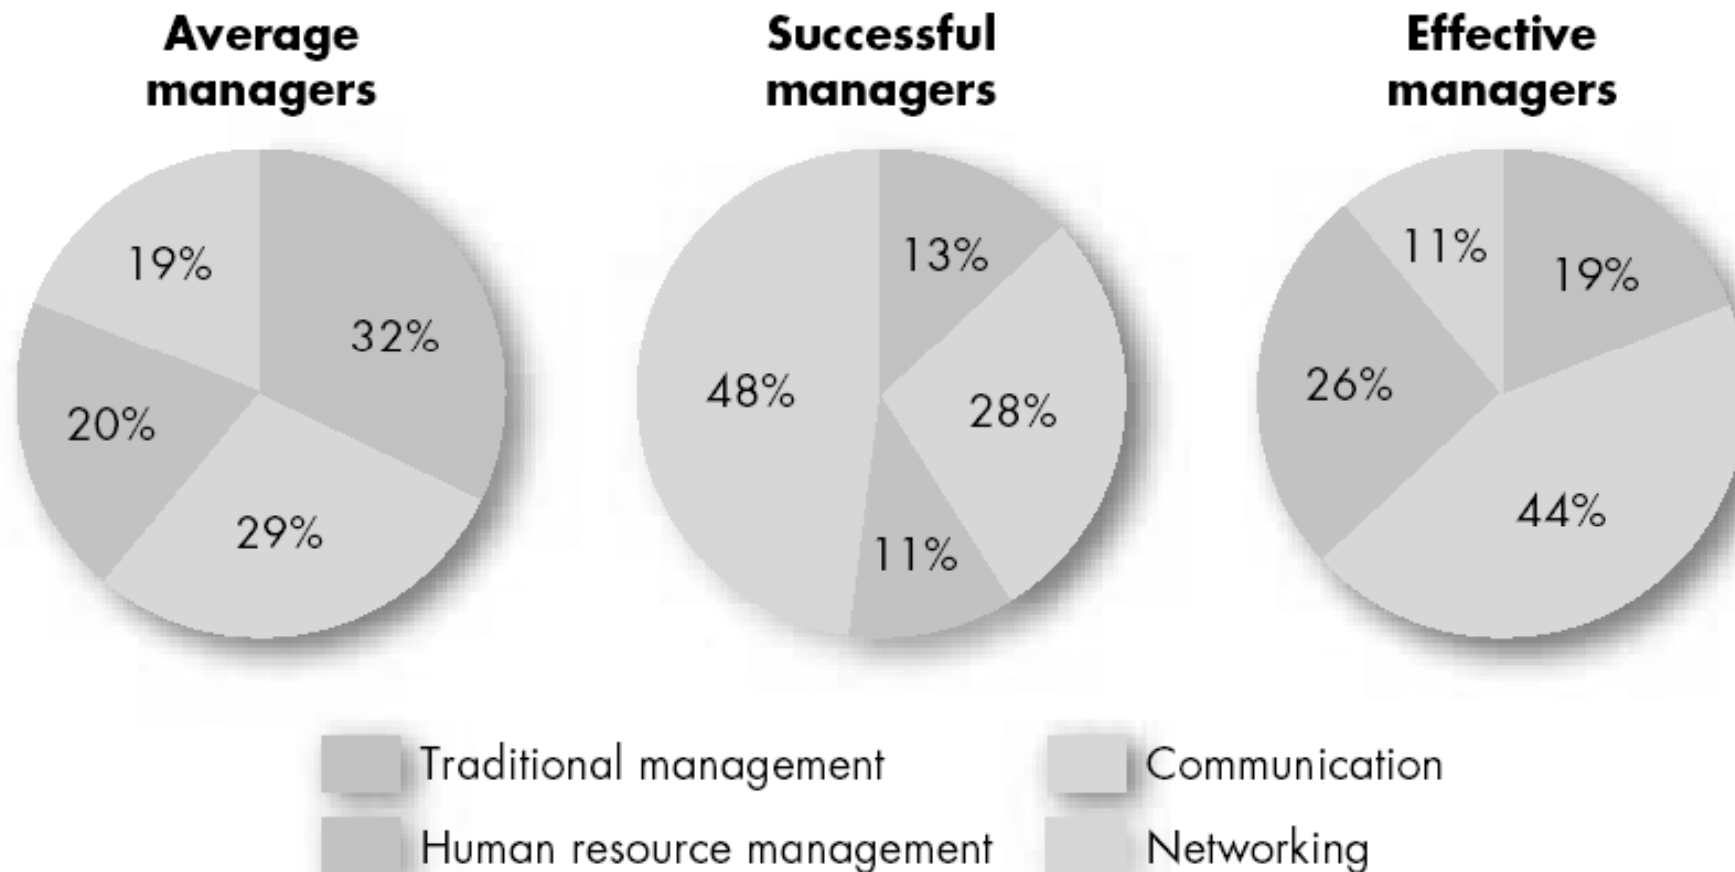 Average
managers
Successful
managers
Effective
managers
19%
32%
20%
29%
13%
48%
28%
11%
11%
19%
26%
44%
Traditional management
Communication
Human resource management
Networking